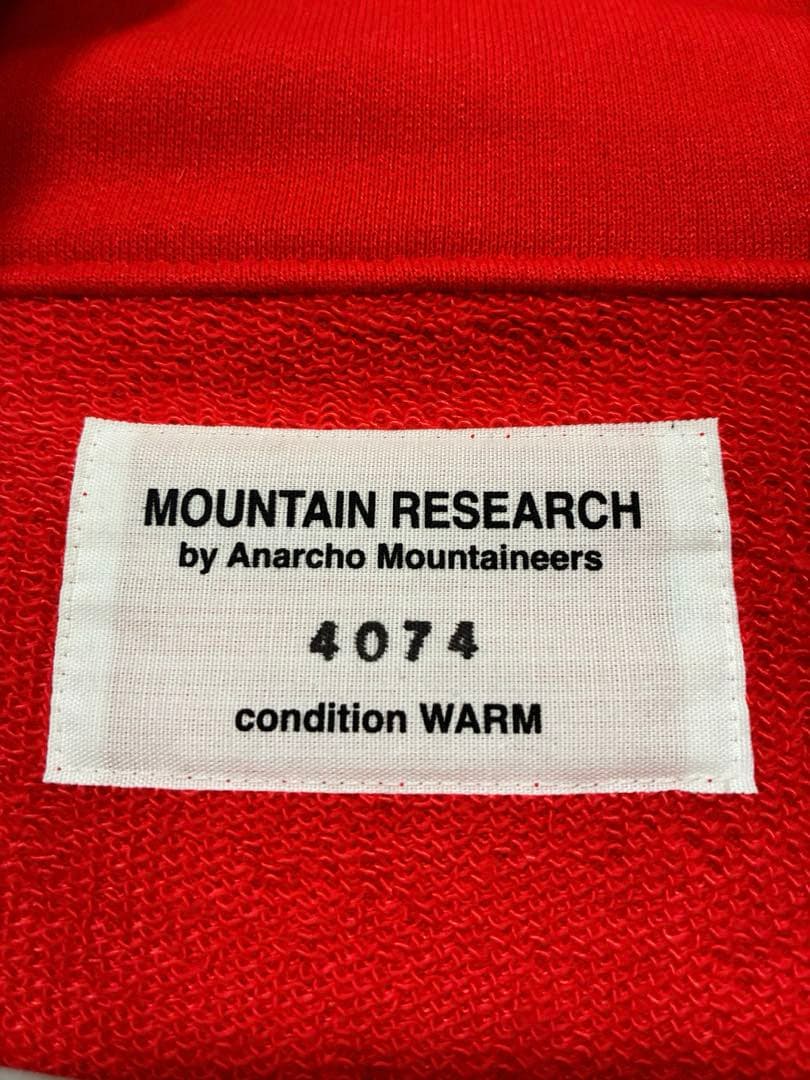 MOUNTAIN RESEARCH
by Anarcho Mountaineers
4074
condition WARM